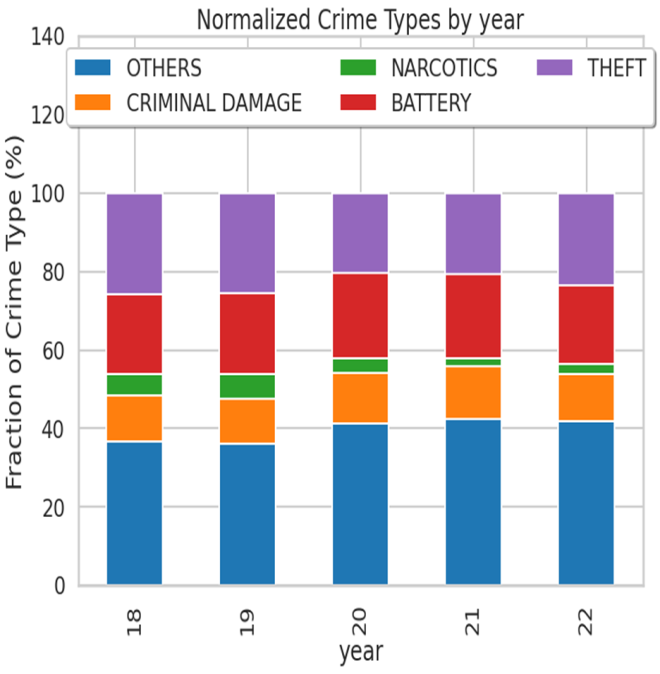 Normalized Crime Types by year
OTHERS NARCOTICS THEFT
CRIMINAL DAMAGE BATTERY
Fraction of Crime Type (%)
140
120
100
80
60
40
20
0
18 19 20 21 22
year